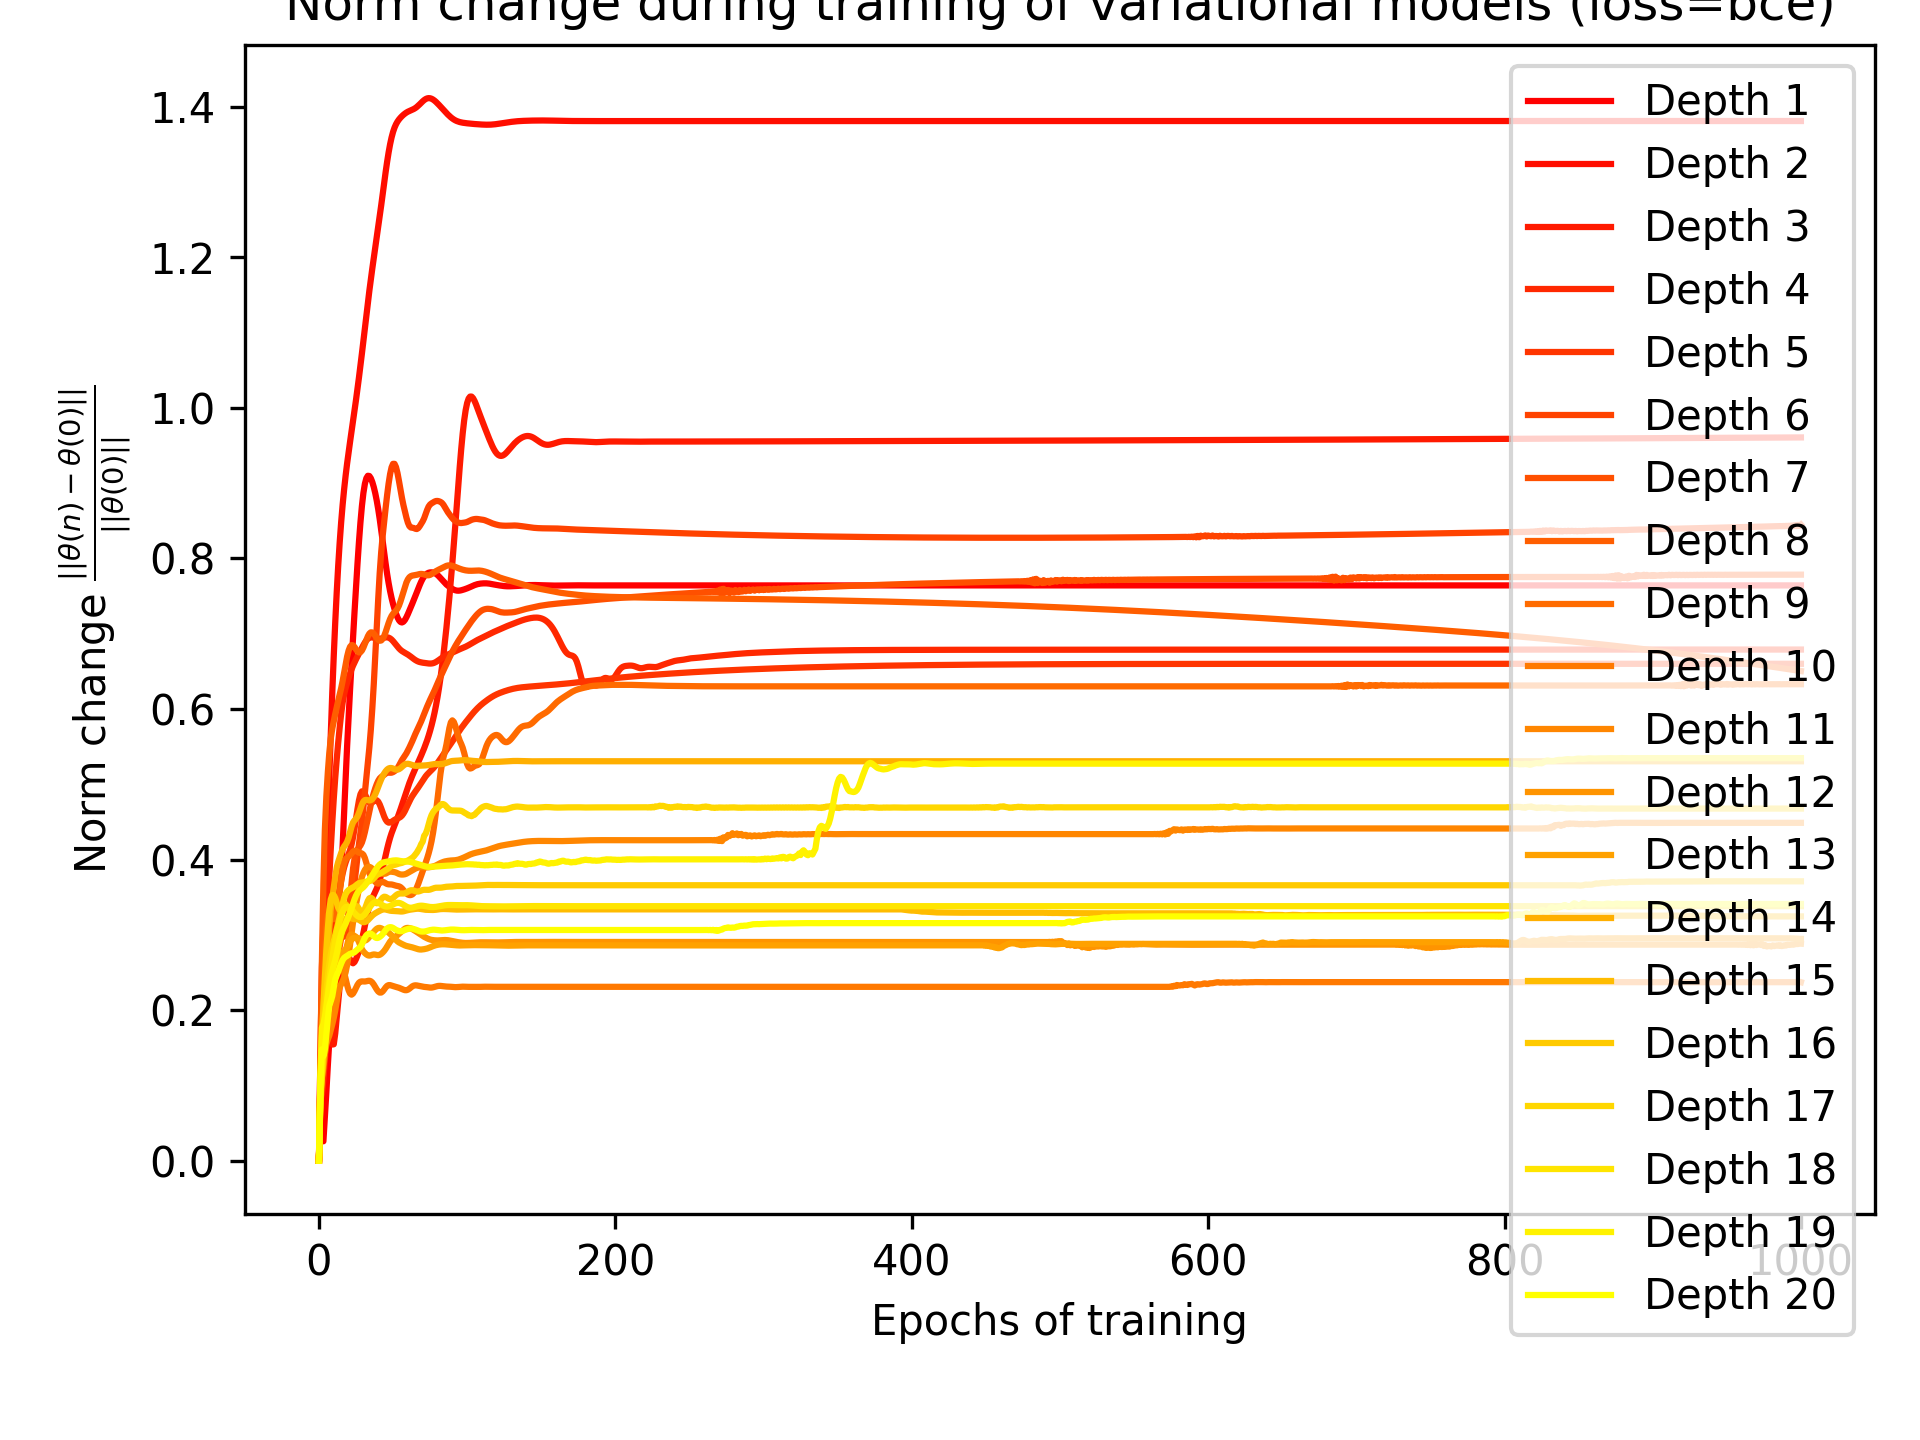 Norm change during training of variational models (loss=bce)
1.4
1.2
1.0
0.8
0.6
0.4
0.2
0.0
Norm change ||θ(n) − θ(0)||
||θ(0)||
0 200 400 600 800 1000
Epochs of training
Depth 1
Depth 2
Depth 3
Depth 4
Depth 5
Depth 6
Depth 7
Depth 8
Depth 9
Depth 10
Depth 11
Depth 12
Depth 13
Depth 14
Depth 15
Depth 16
Depth 17
Depth 18
Depth 19
Depth 20